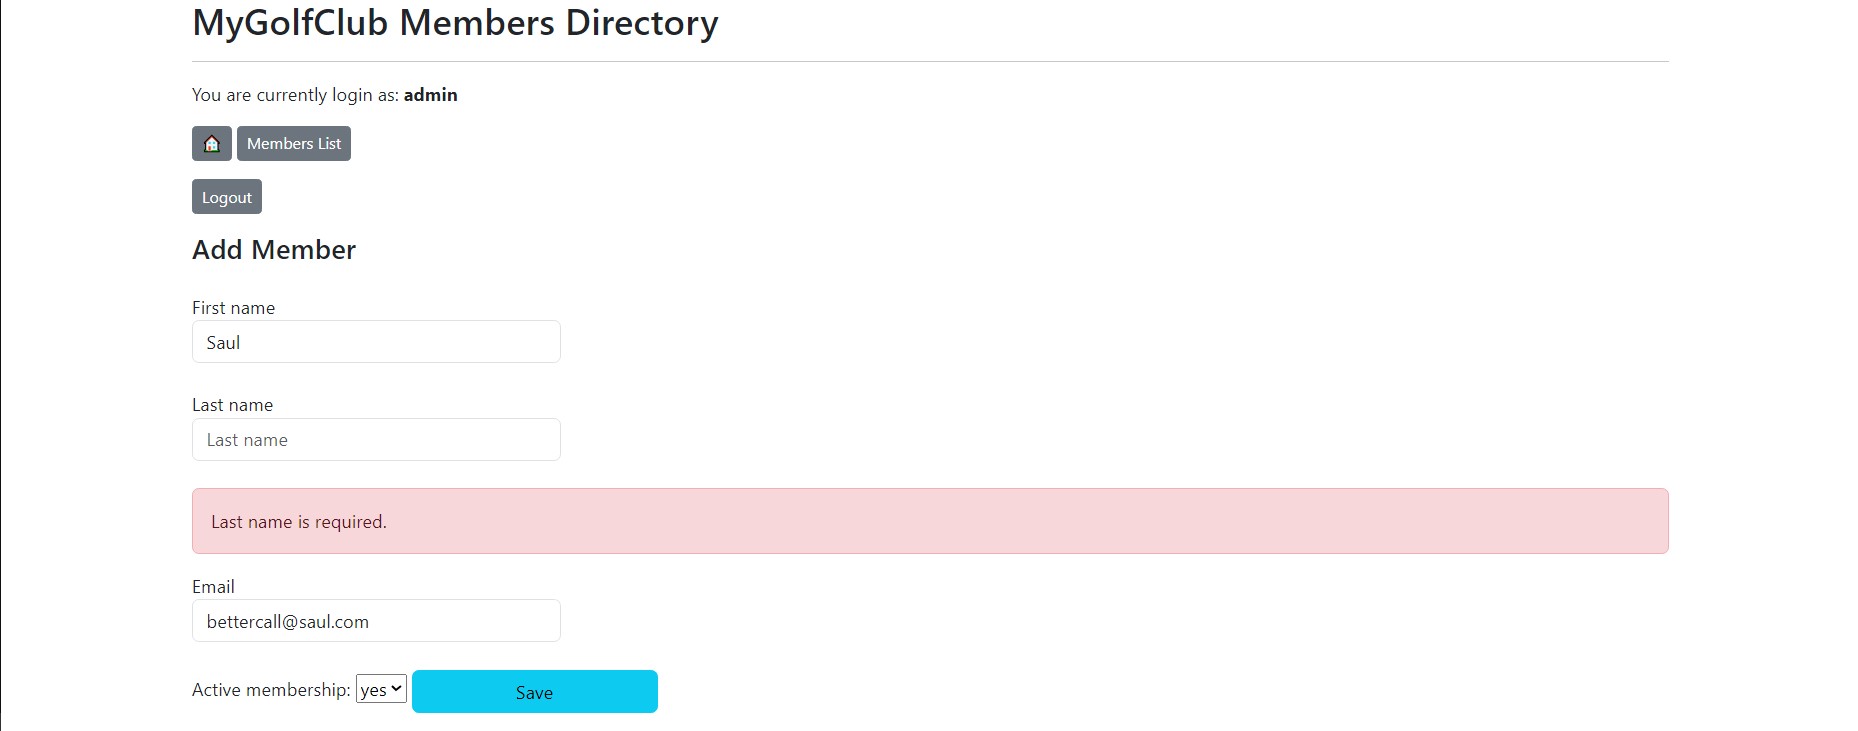 MyGolfClub Members Directory
You are currently login as: admin
Members List
Logout
Add Member
First name
Saul
Last name
Last name
Last name is required.
Email
bettercall@saul.com
Active membership: yes Save